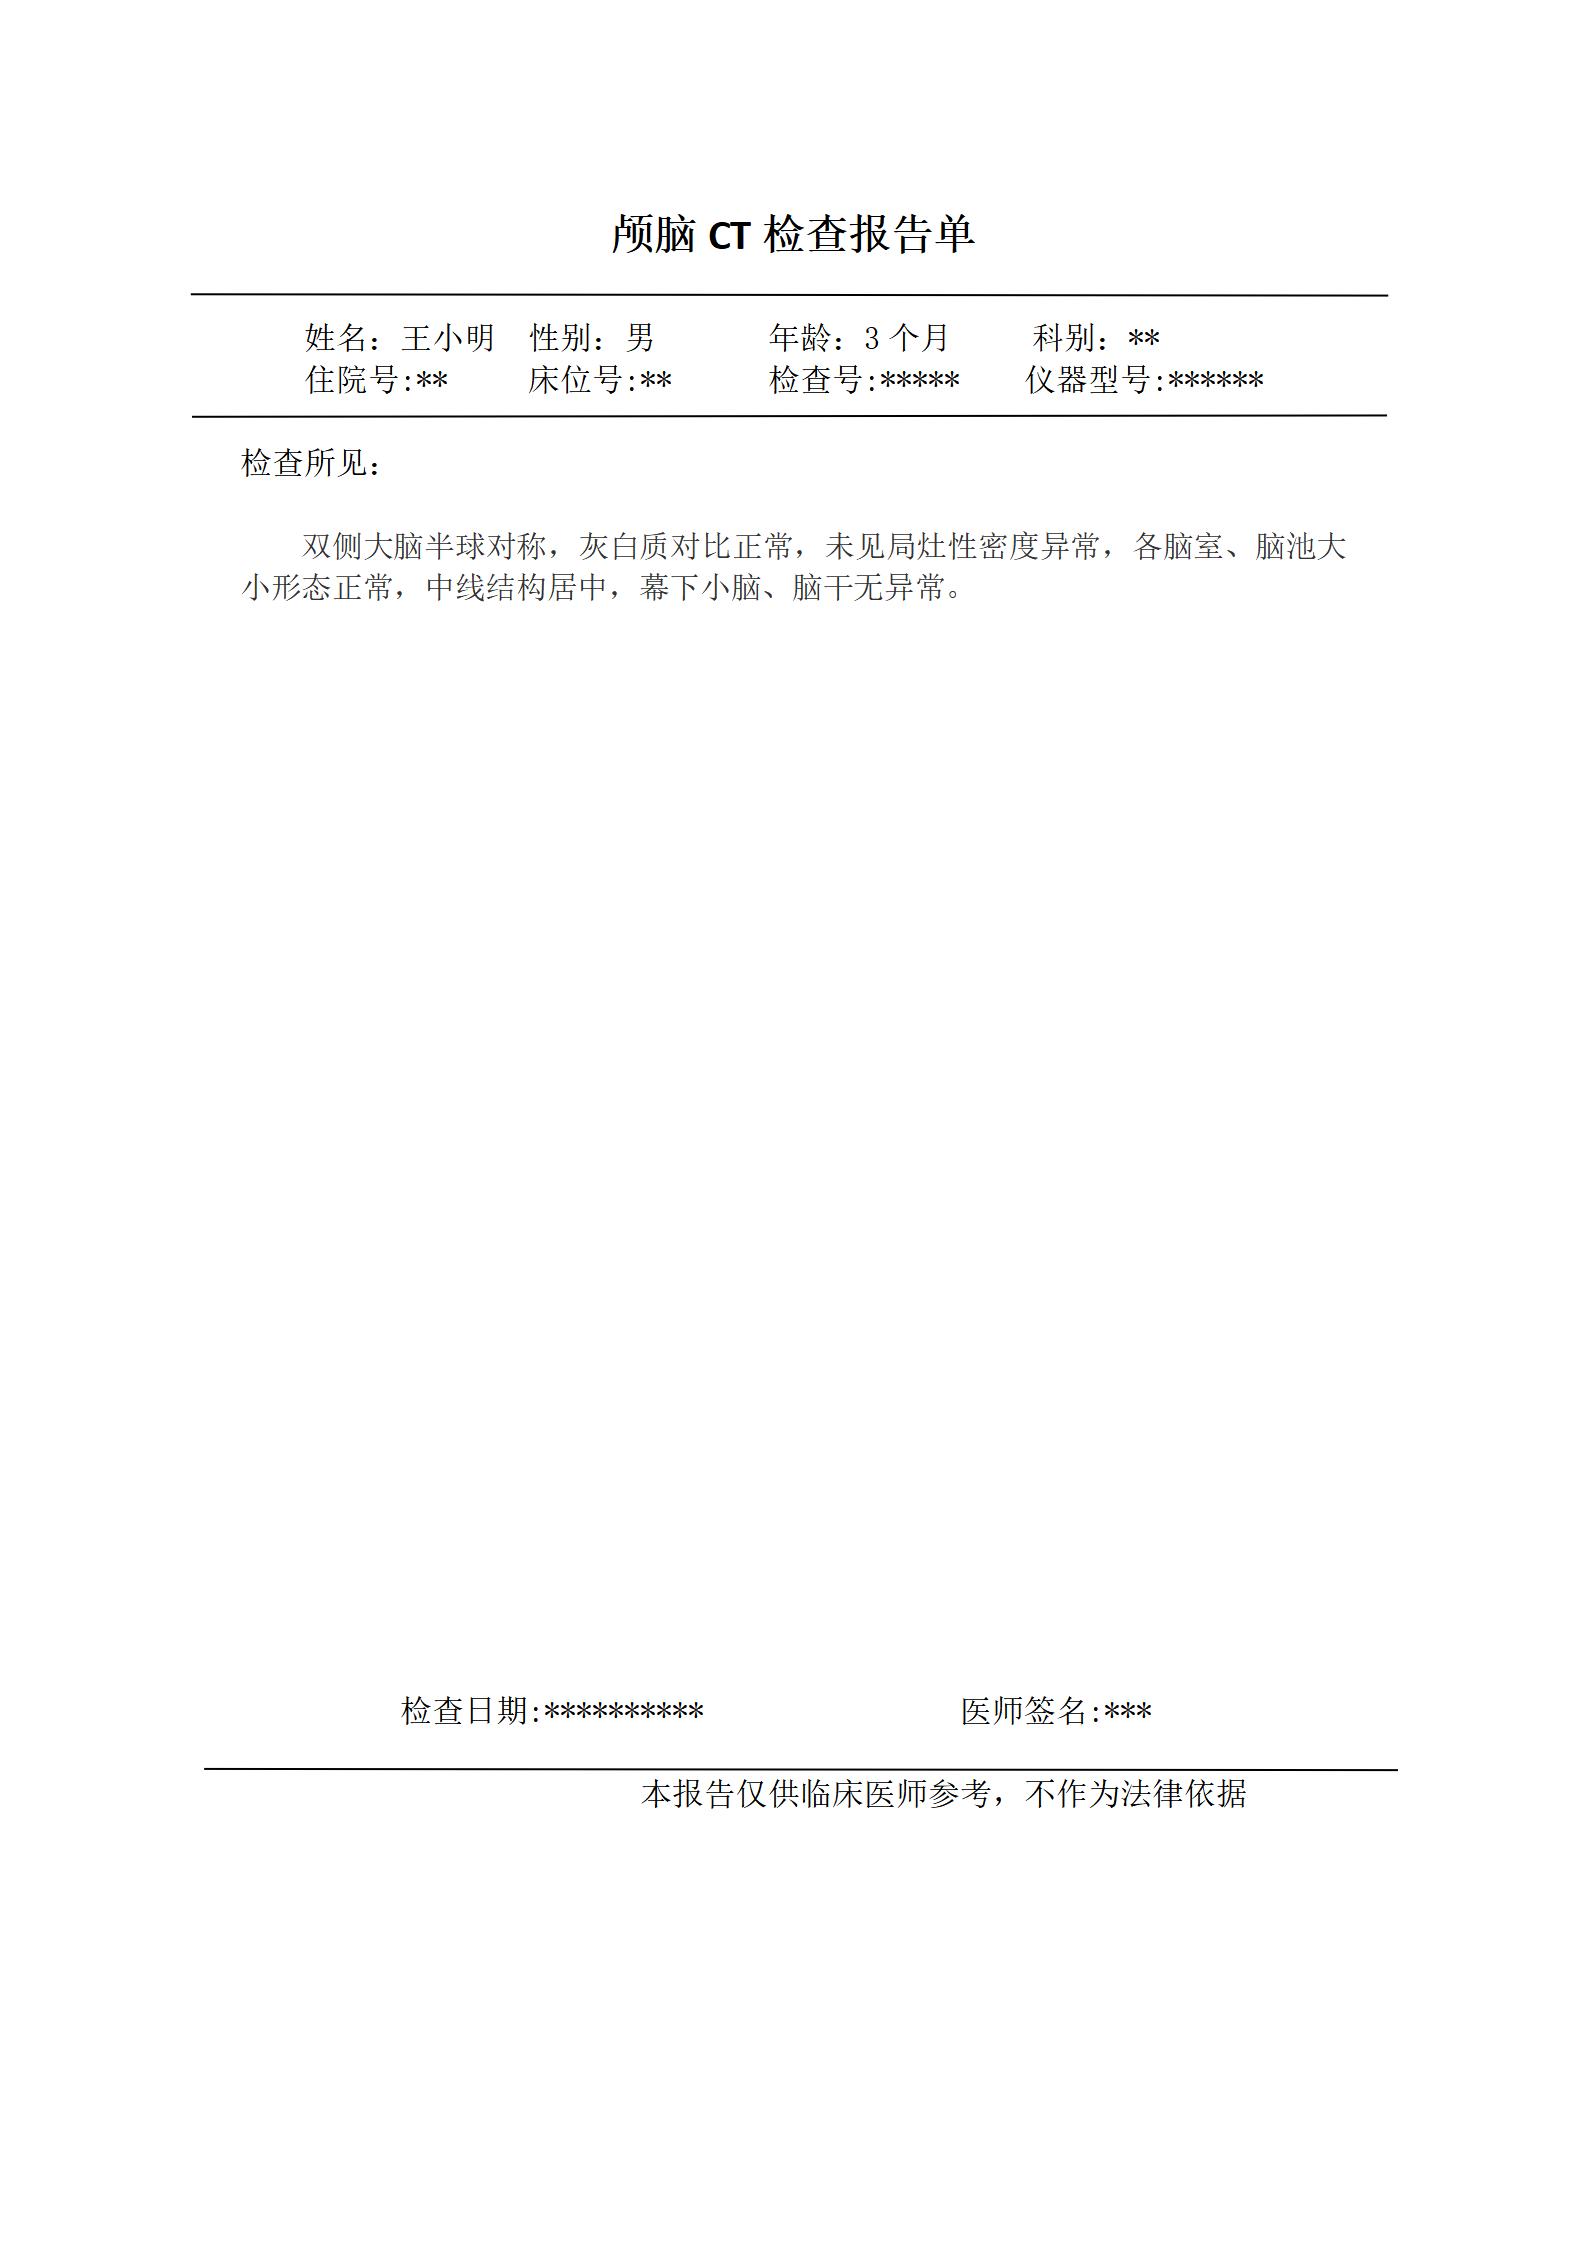 颅脑 CT 检查报告单
姓名：王小明 性别：男 年龄：3 个月 科别：**
住院号:** 床位号:** 检查号:***** 仪器型号:******
检查所见：
双侧大脑半球对称，灰白质对比正常，未见局灶性密度异常，各脑室、脑池大
小形态正常，中线结构居中，幕下小脑、脑干无异常。
检查日期:********** 医师签名:***
本报告仅供临床医师参考，不作为法律依据